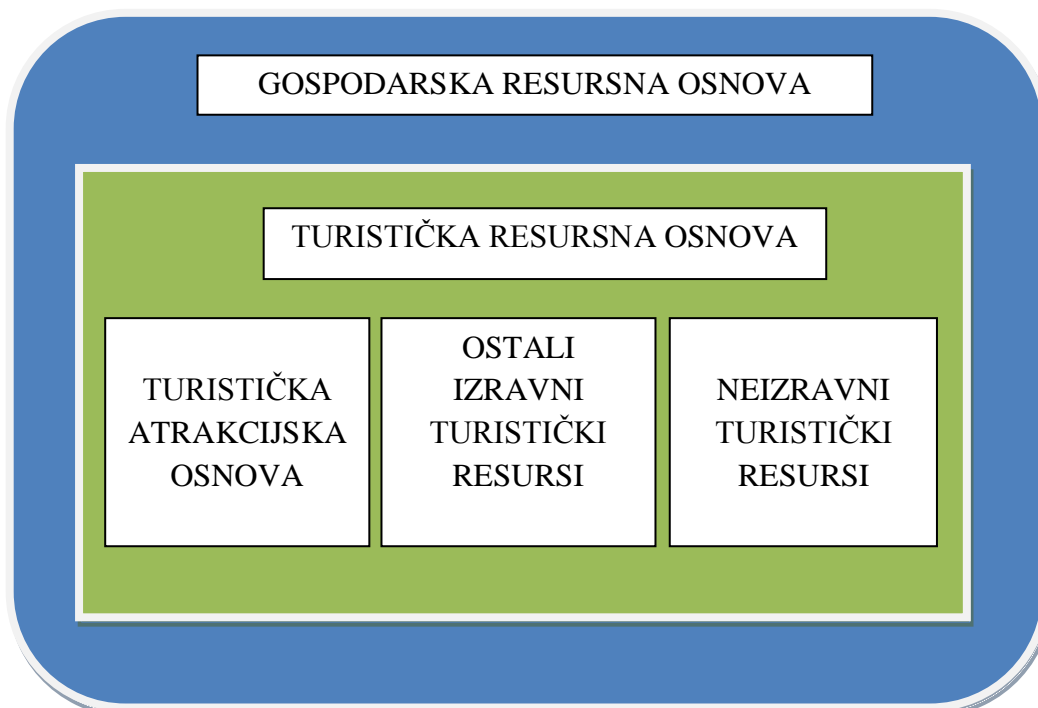 GOSPODARSKA RESURSNA OSNOVA
TURISTIČKA RESURSNA OSNOVA
TURISTIČKA
ATRAKCIJSKA
OSNOVA
OSTALI
IZRAVNI
TURISTIČKI
RESURSI
NEIZRAVNI
TURISTIČKI
RESURSI